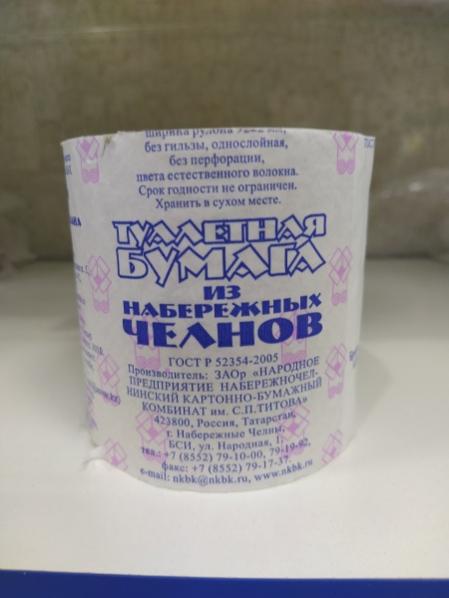 ширина рулона
без гильзы, однослойная,
без перфорации,
цвета естественного волокна.
Срок годности не ограничен.
Хранить в сухом месте.
ТУАЛЕТНАЯ
БУМАГА
ИЗ
НАБЕРЕЖНЫХ
ЧЕЛНОВ
ГОСТ Р 52354-2005
Производитель: ЗАОр «НАРОДНОЕ
ПРЕДПРИЯТИЕ НАБЕРЕЖНОЧЕЛ-
НИНСКИЙ КАРТОННО-БУМАЖНЫЙ
КОМБИНАТ им. С.П.ТИТОВА»
423800, Россия, Татарстан,
г. Набережные Челны,
БСИ, ул. Народная, 1,
тел.: +7 (8552) 79-10-00, 79-19-92,
факс: +7 (8552) 79-17-37.
e-mail: nkbk@nkbk.ru, www.nkbk.ru